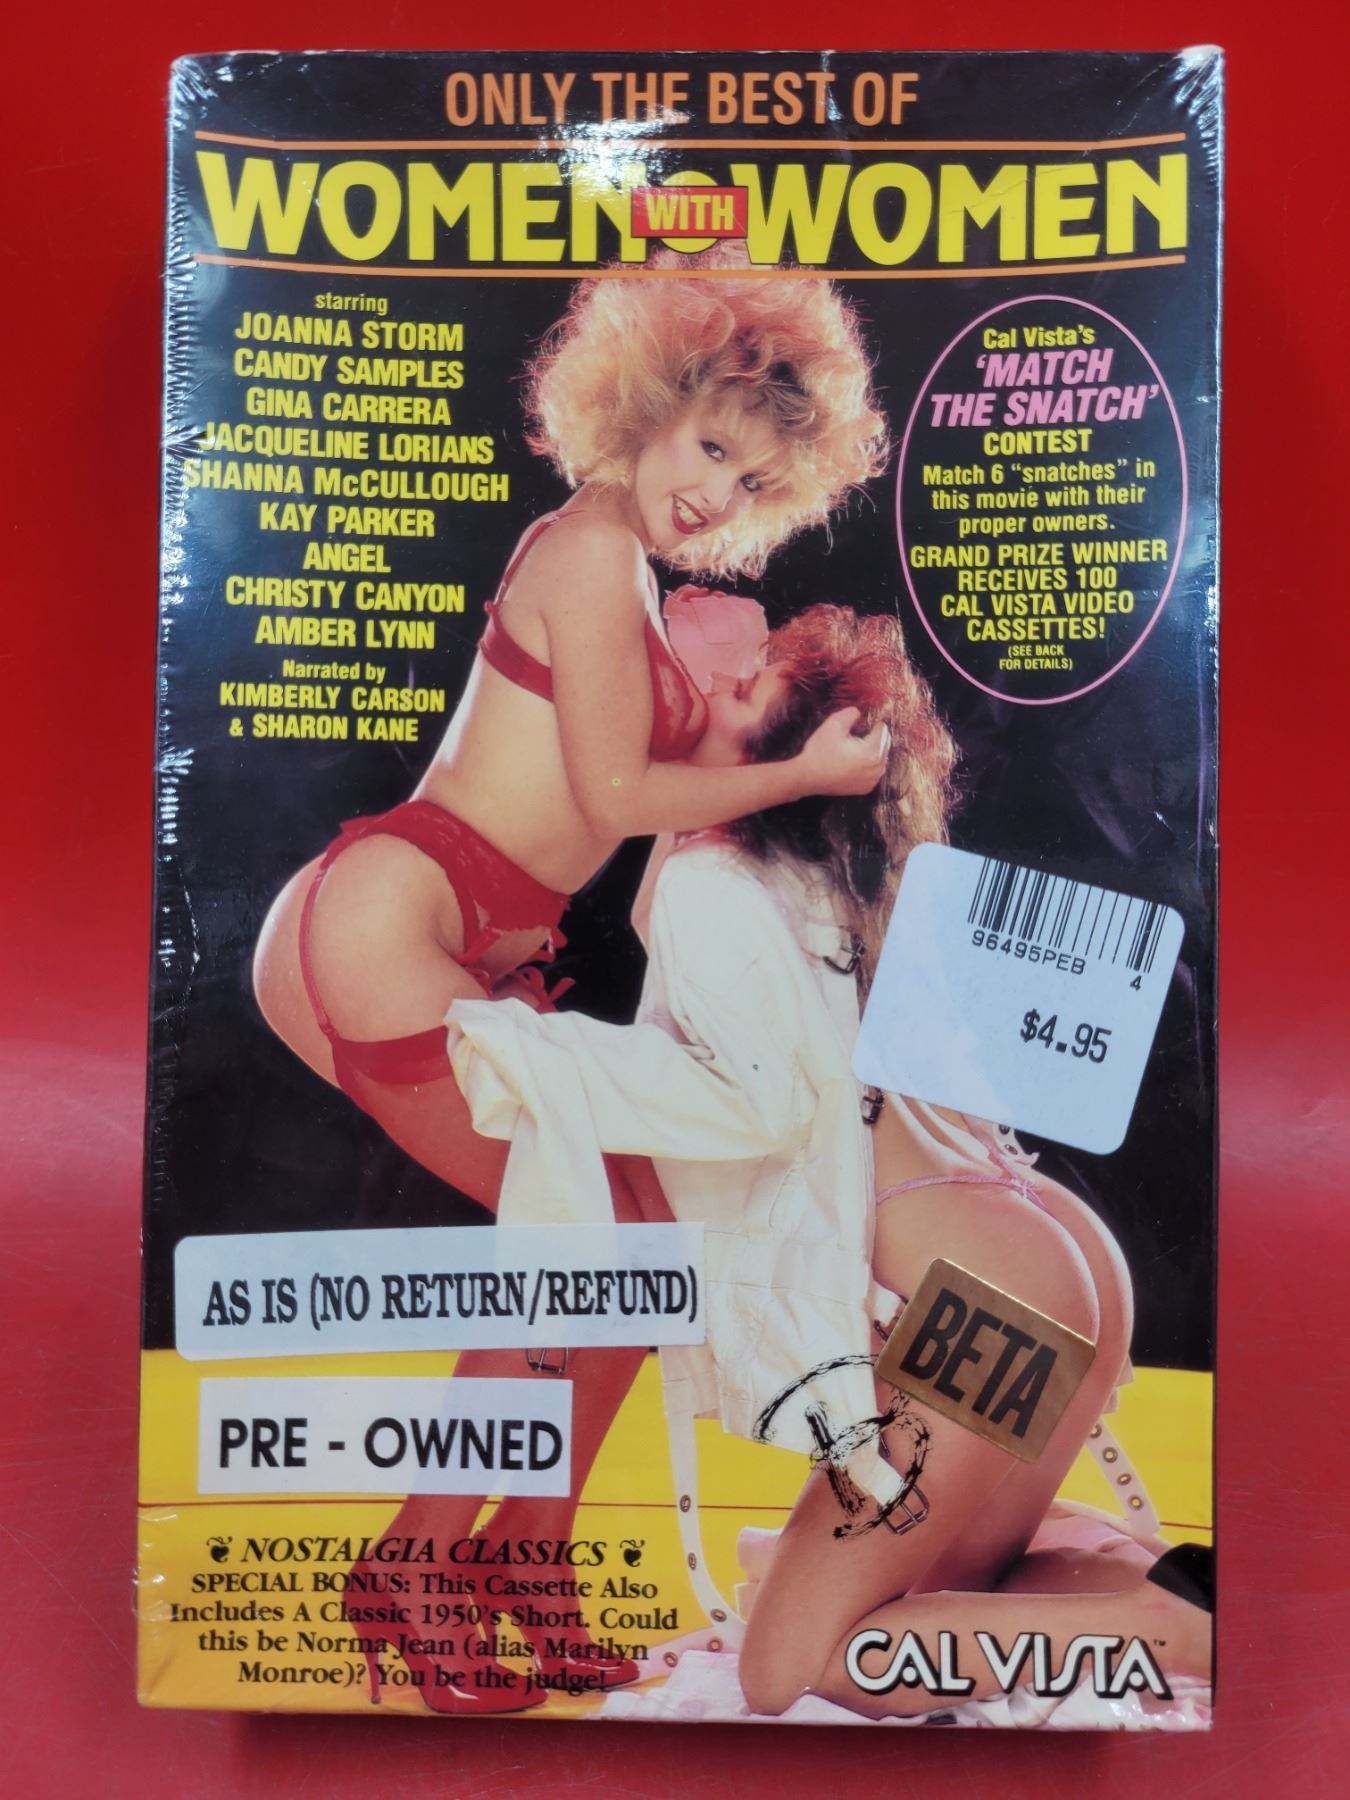 ONLY THE BEST OF
WOMEN WITH WOMEN
starring
JOANNA STORM
CANDY SAMPLES
GINA CARRERA
JACQUELINE LORIANS
SHANNA McCULLOUGH
KAY PARKER
ANGEL
CHRISTY CANYON
AMBER LYNN
Narrated by
KIMBERLY CARSON
& SHARON KANE
Cal Vista's
'MATCH
THE SNATCH'
CONTEST
Match 6 "snatches" in
this movie with their
proper owners.
GRAND PRIZE WINNER
RECEIVES 100
CAL VISTA VIDEO
CASSETTES!
(SEE BACK
FOR DETAILS)
96495PEB
4
$4.95
AS IS (NO RETURN/REFUND)
BETA
PRE - OWNED
NOSTALGIA CLASSICS
SPECIAL BONUS: This Cassette Also
Includes A Classic 1950's Short. Could
this be Norma Jean (alias Marilyn
Monroe)? You be the judge!
CAL VISTA™